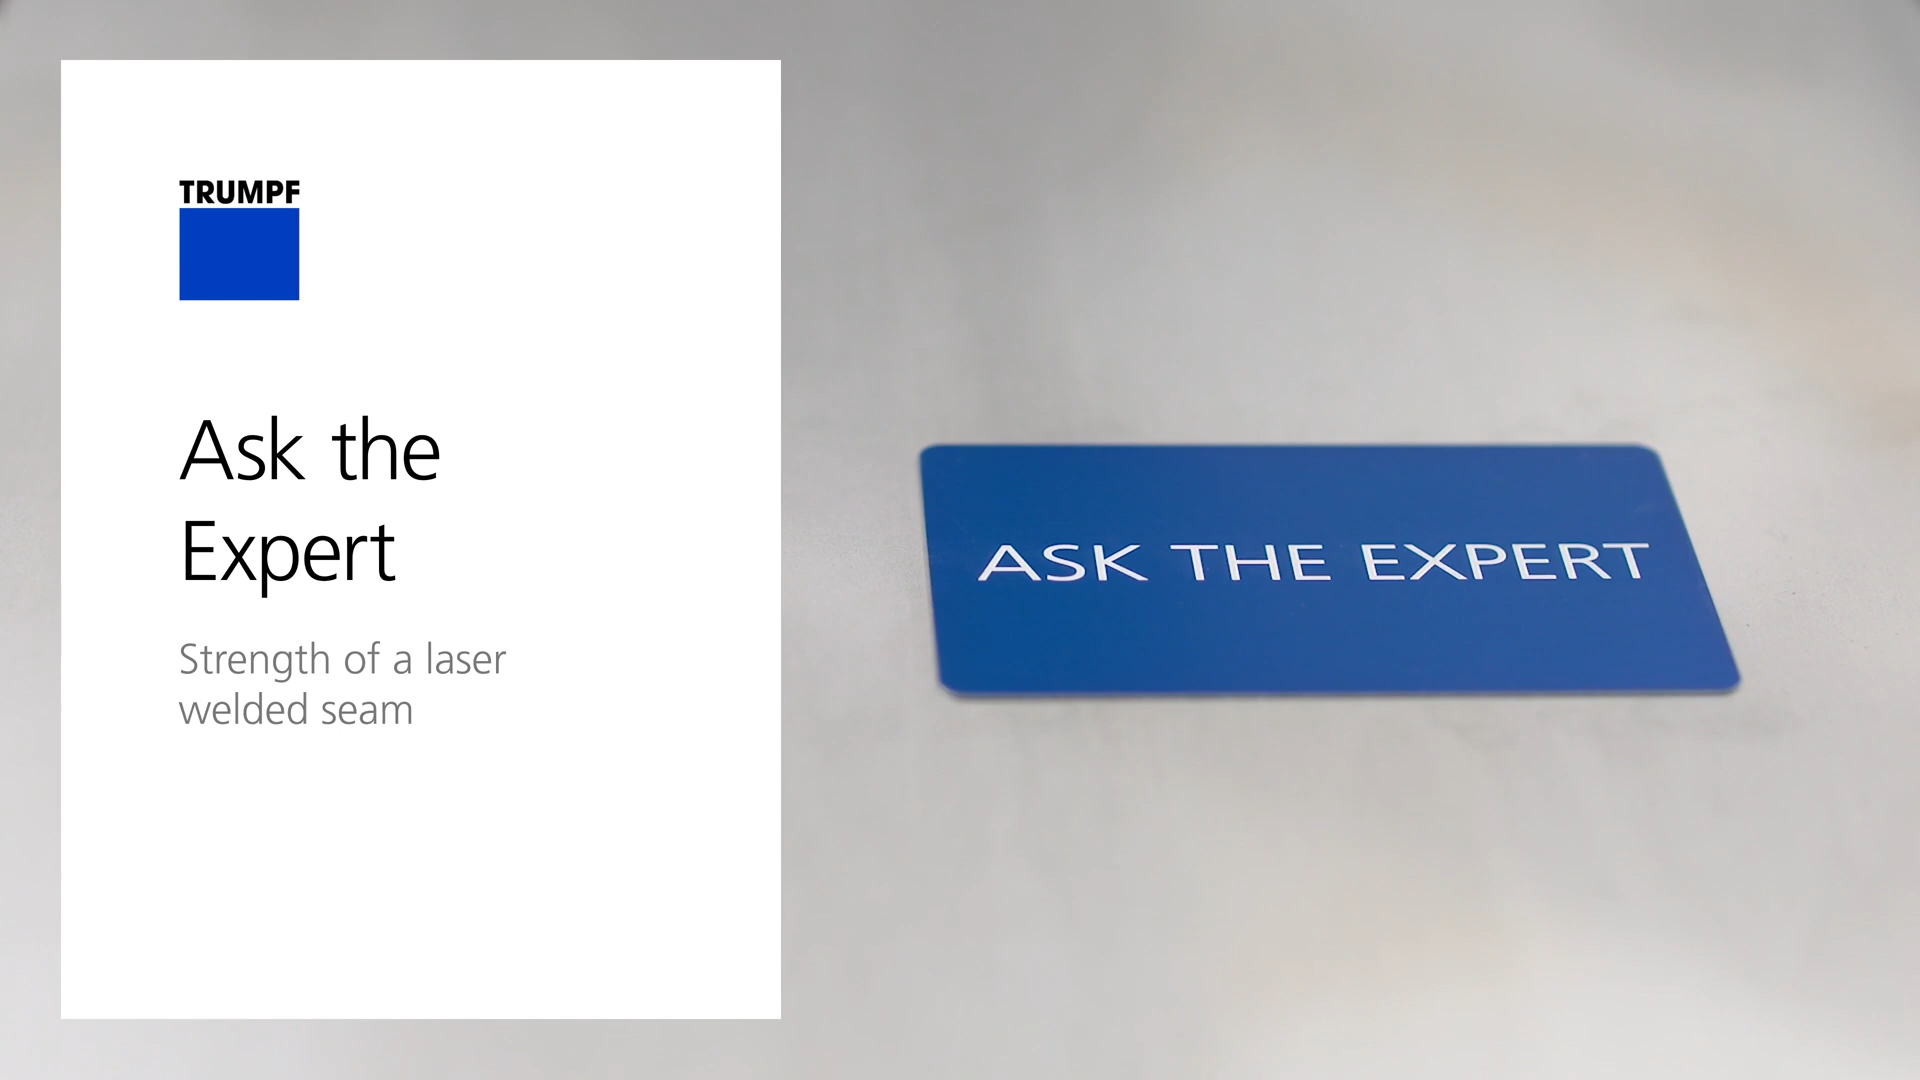 TRUMPF
Ask the
Expert
Strength of a laser
welded seam
ASK THE EXPERT